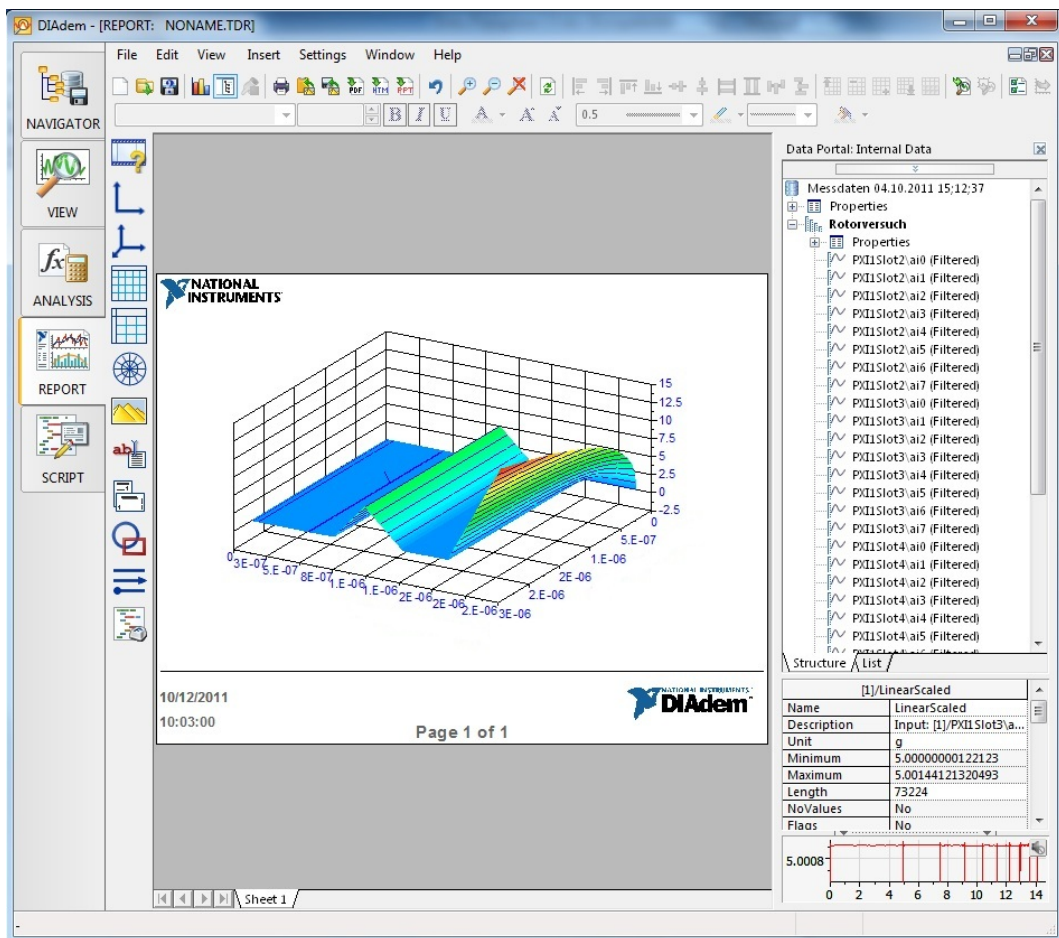 DIAdem - [REPORT: NONAME.TDR]
File Edit View Insert Settings Window Help
NAVIGATOR
VIEW
ANALYSIS
REPORT
SCRIPT
PDF HTM RPT
B I U A A A 0.5
NATIONAL
INSTRUMENTS
15
12.5
10
7.5
5
2.5
0
-2.5
0
5.E-07
1.E-06
2E-06
2.E-06
3E-06
0
3E-07
5.E-07
8E-07
1.E-06
1.E-06
2E-06
2E-06
2.E-06
10/12/2011
10:03:00
Page 1 of 1
NATIONAL INSTRUMENTS
DIAdem
Sheet 1
Data Portal: Internal Data
Messdaten 04.10.2011 15;12;37
Properties
Rotorversuch
Properties
PXI1Slot2\ai0 (Filtered)
PXI1Slot2\ai1 (Filtered)
PXI1Slot2\ai2 (Filtered)
PXI1Slot2\ai3 (Filtered)
PXI1Slot2\ai4 (Filtered)
PXI1Slot2\ai5 (Filtered)
PXI1Slot2\ai6 (Filtered)
PXI1Slot2\ai7 (Filtered)
PXI1Slot3\ai0 (Filtered)
PXI1Slot3\ai1 (Filtered)
PXI1Slot3\ai2 (Filtered)
PXI1Slot3\ai3 (Filtered)
PXI1Slot3\ai4 (Filtered)
PXI1Slot3\ai5 (Filtered)
PXI1Slot3\ai6 (Filtered)
PXI1Slot3\ai7 (Filtered)
PXI1Slot4\ai0 (Filtered)
PXI1Slot4\ai1 (Filtered)
PXI1Slot4\ai2 (Filtered)
PXI1Slot4\ai3 (Filtered)
PXI1Slot4\ai4 (Filtered)
PXI1Slot4\ai5 (Filtered)
Structure List
[1]/LinearScaled
Name LinearScaled
Description Input: [1]/PXI1Slot3\a...
Unit g
Minimum 5.00000000122123
Maximum 5.00144121320493
Length 73224
NoValues No
Flags No
5.0008
0 2 4 6 8 10 12 14